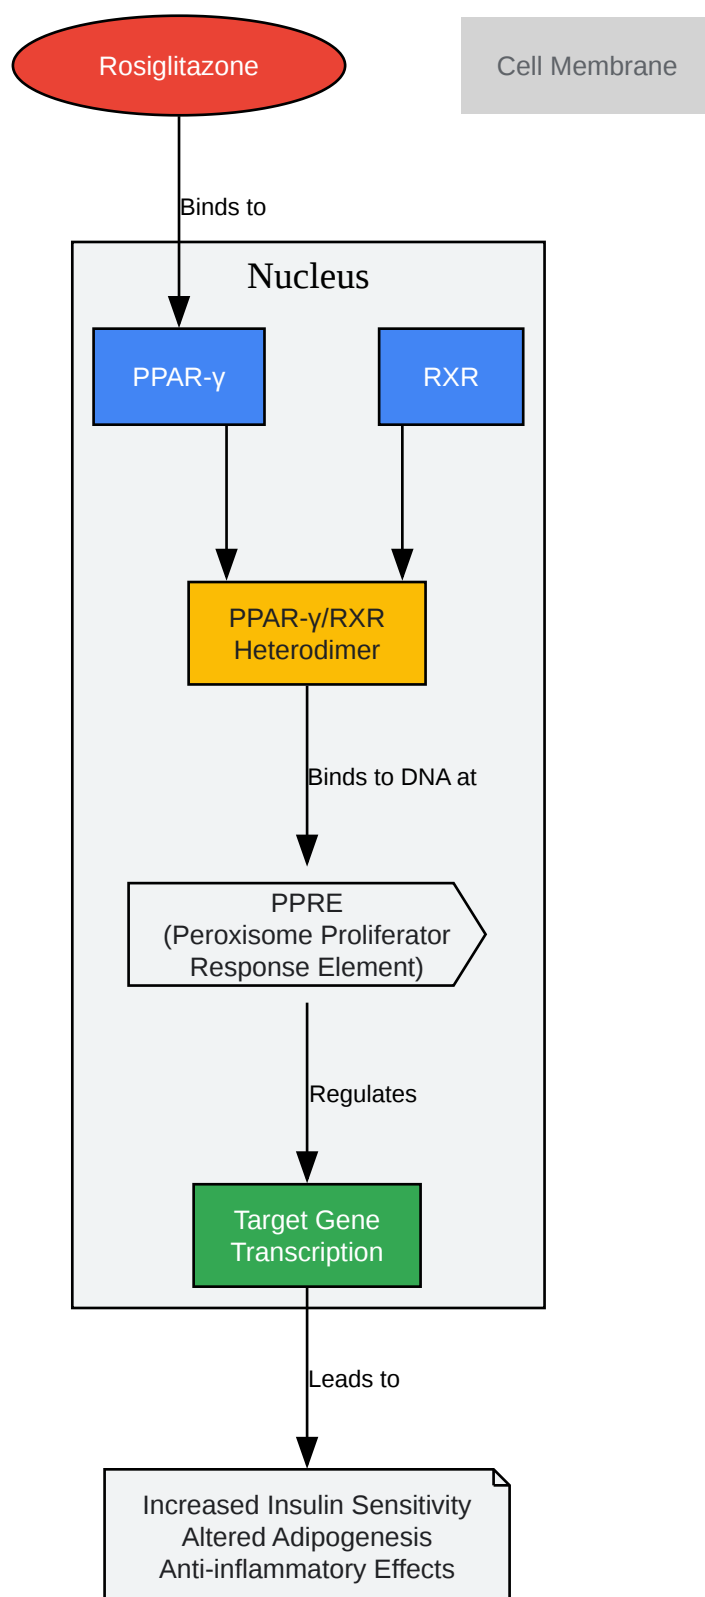 Rosiglitazone
Cell Membrane
Binds to
Nucleus
PPAR-γ
RXR
PPAR-γ/RXR
Heterodimer
Binds to DNA at
PPRE
(Peroxisome Proliferator
Response Element)
Regulates
Target Gene
Transcription
Leads to
Increased Insulin Sensitivity
Altered Adipogenesis
Anti-inflammatory Effects